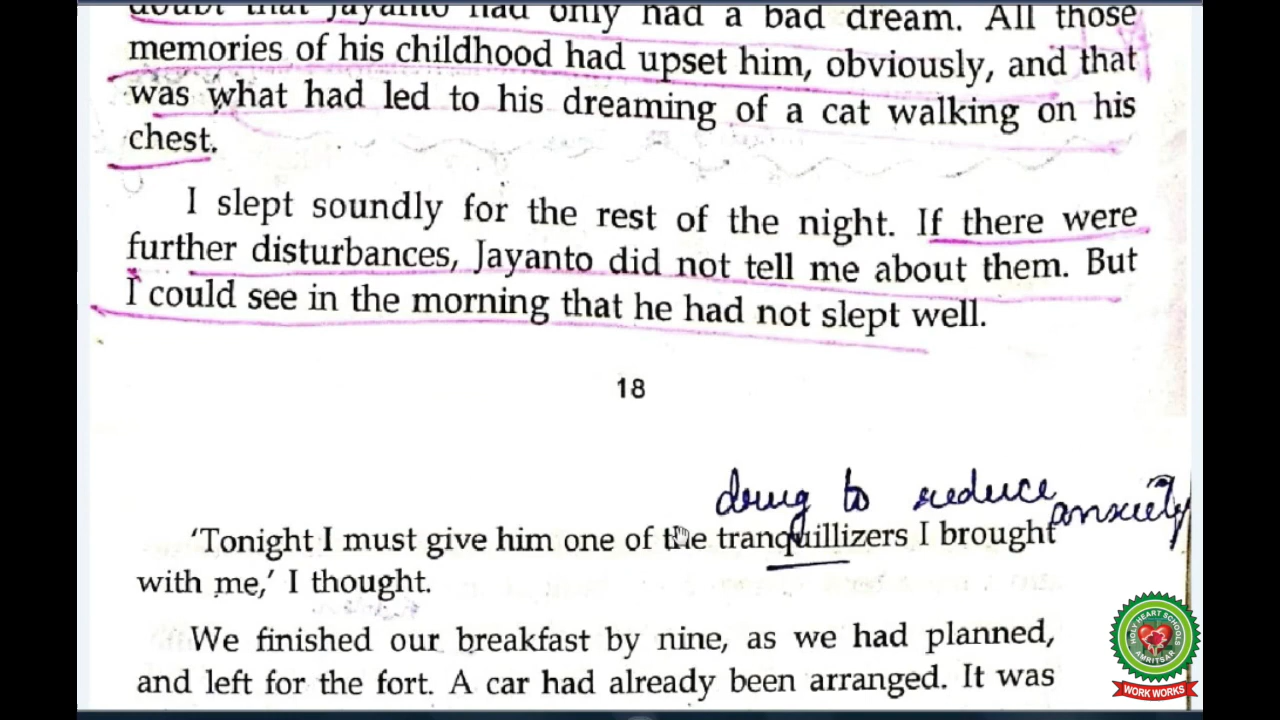 doubt that Jayanto had only had a bad dream. All those
memories of his childhood had upset him, obviously, and that
was what had led to his dreaming of a cat walking on his
chest.
I slept soundly for the rest of the night. If there were
further disturbances, Jayanto did not tell me about them. But
I could see in the morning that he had not slept well.
18
drug to reduce anxiety
'Tonight I must give him one of the tranquillizers I brought
with me,' I thought.
We finished our breakfast by nine, as we had planned,
and left for the fort. A car had already been arranged. It was
HOLY HEART SCHOOLS
AMRITSAR
WORK WORKS